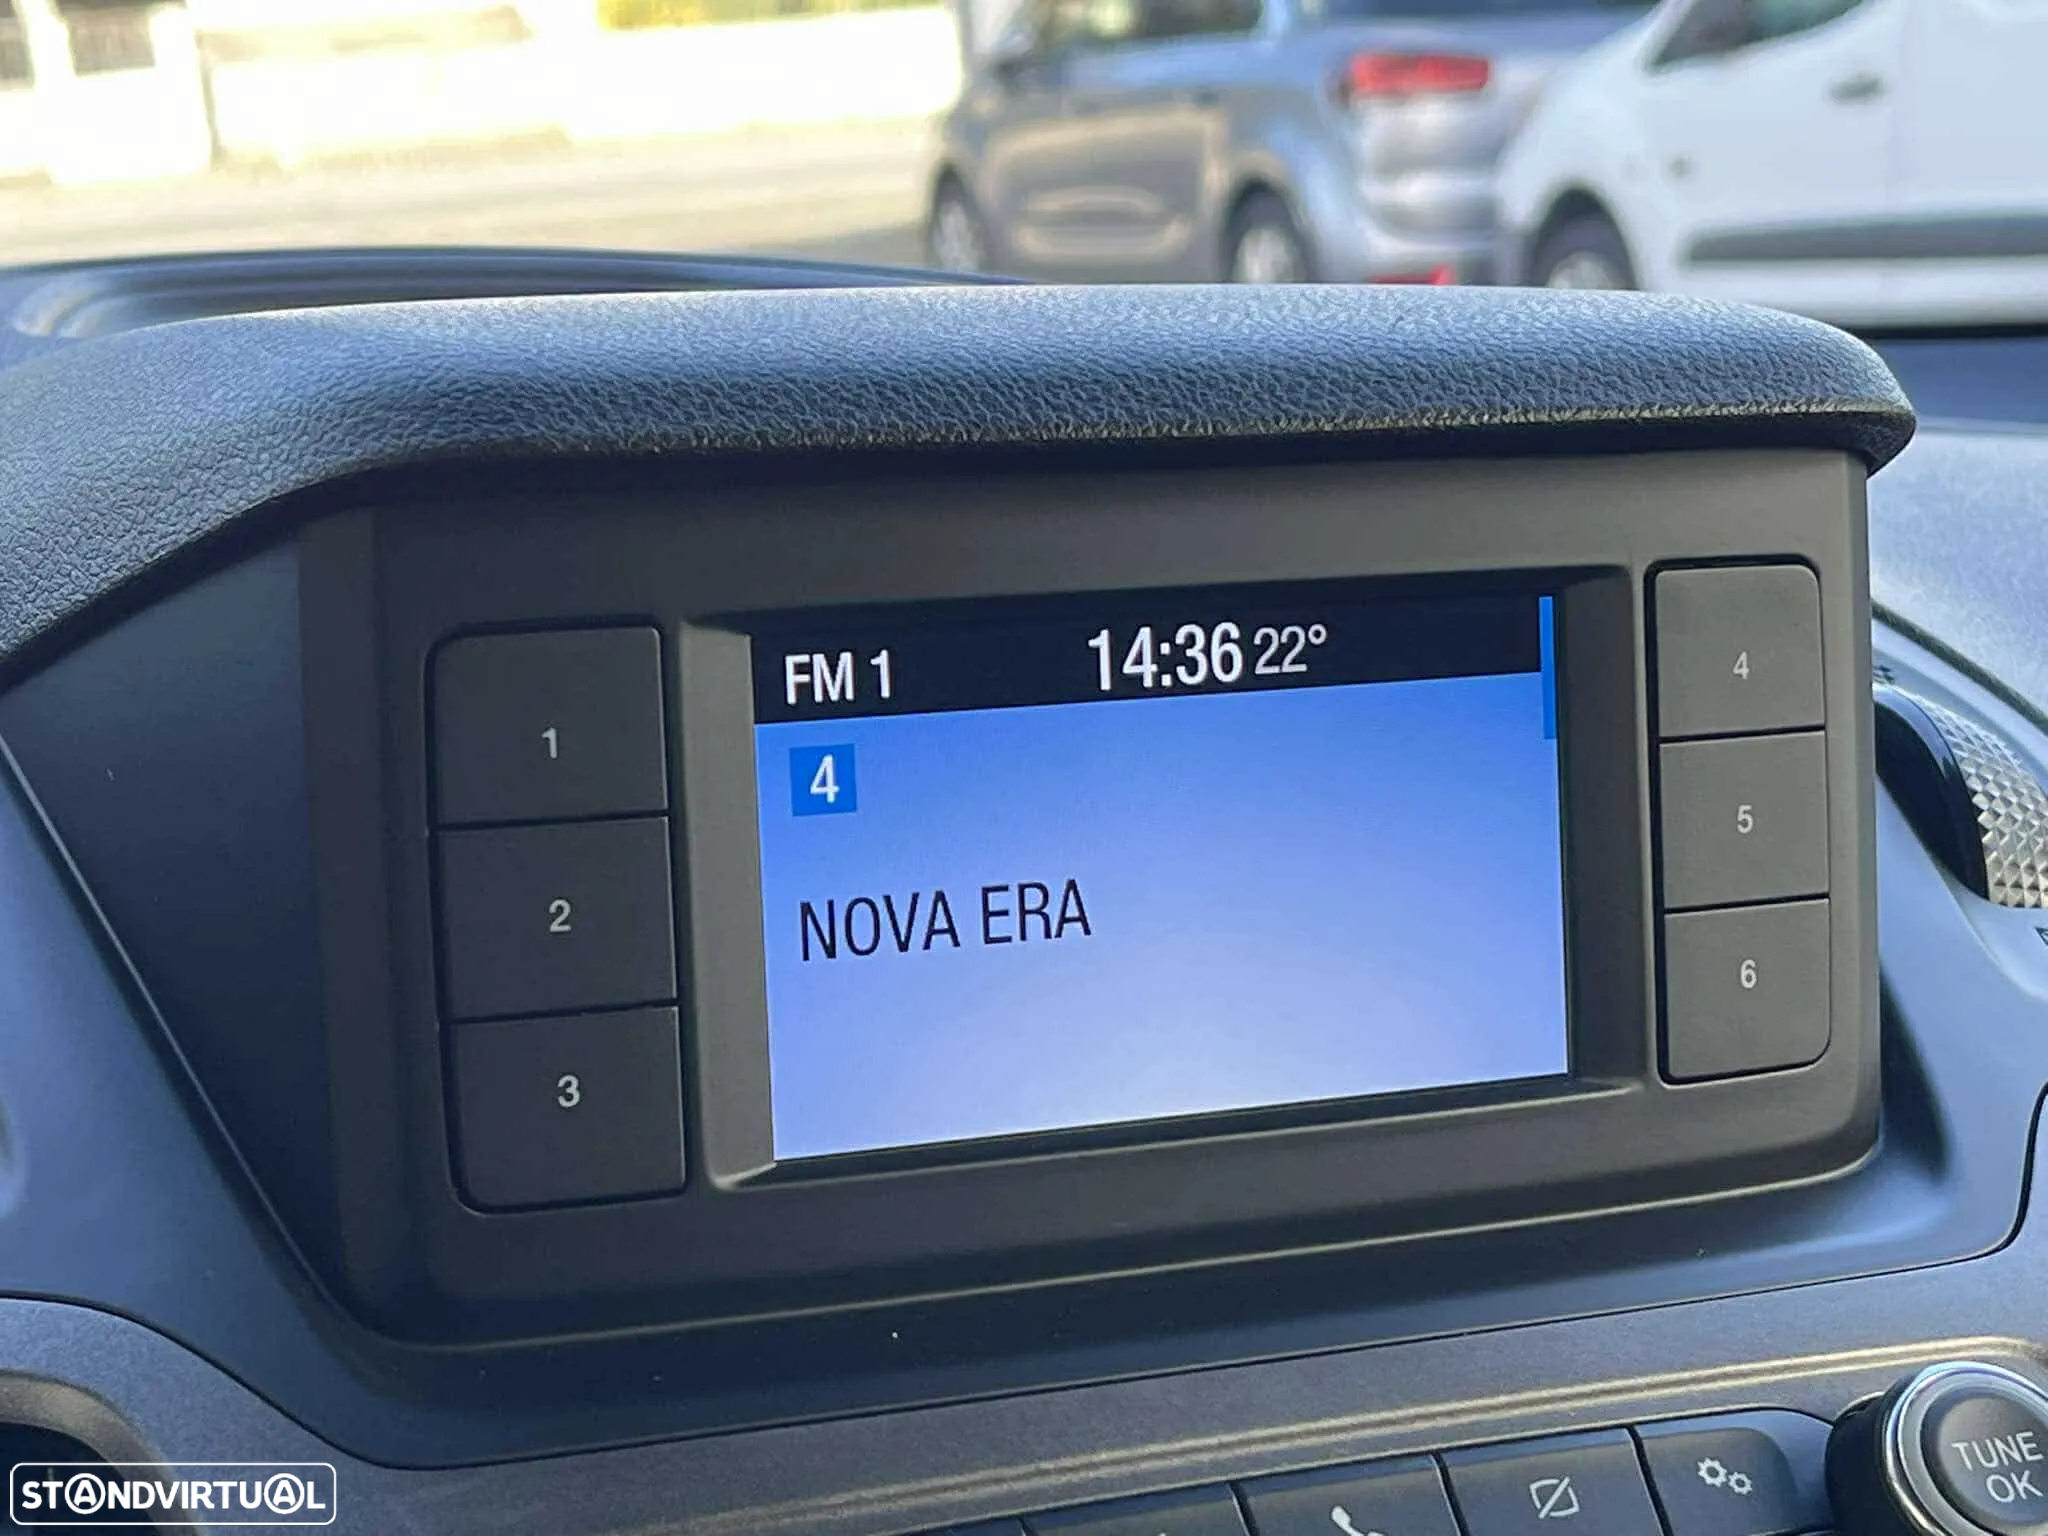 FM 1 14:36 22°
4
NOVA ERA
1
2
3
4
5
6
TUNE
OK
STANDVIRTUAL